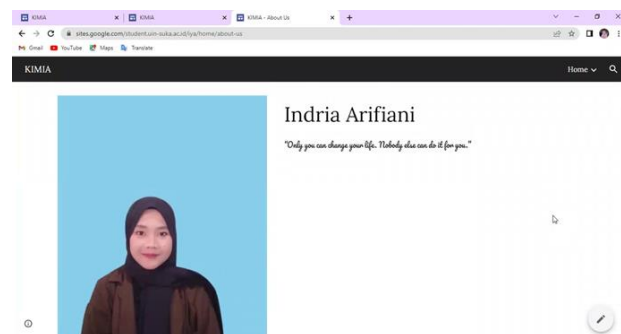 KIMIA
KIMIA
KIMIA - About Us
sites.google.com/student.uin-suka.ac.id/iya/home/about-us
Gmail YouTube Maps Translate
KIMIA
Home
Indria Arifiani
"Only you can change your life. Nobody else can do it for you."